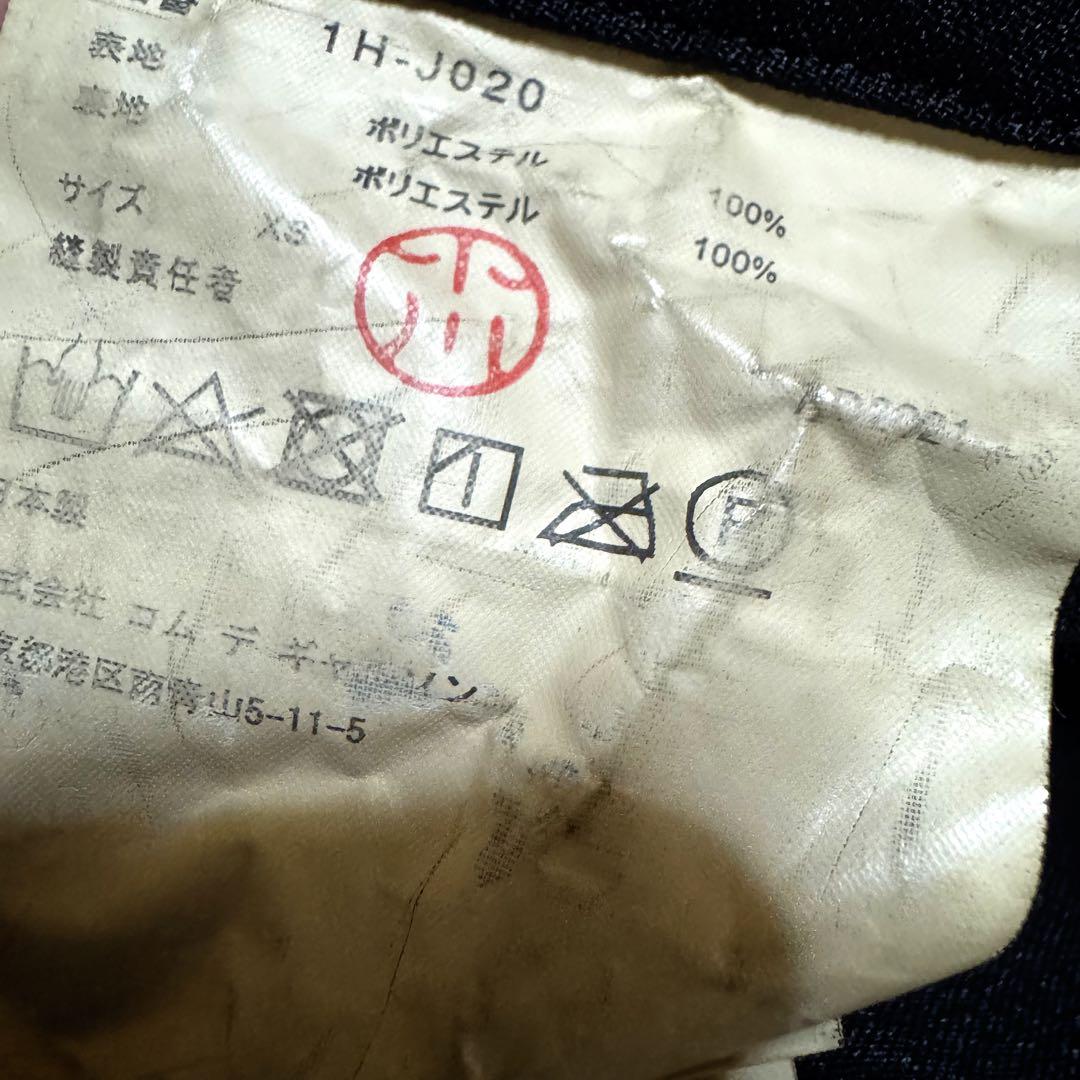 1H-J020
表地 ポリエステル 100%
裏地 ポリエステル 100%
サイズ XS
縫製責任者
P
日本製
式会社 コム デ ギャルソン
京都港区南青山5-11-5